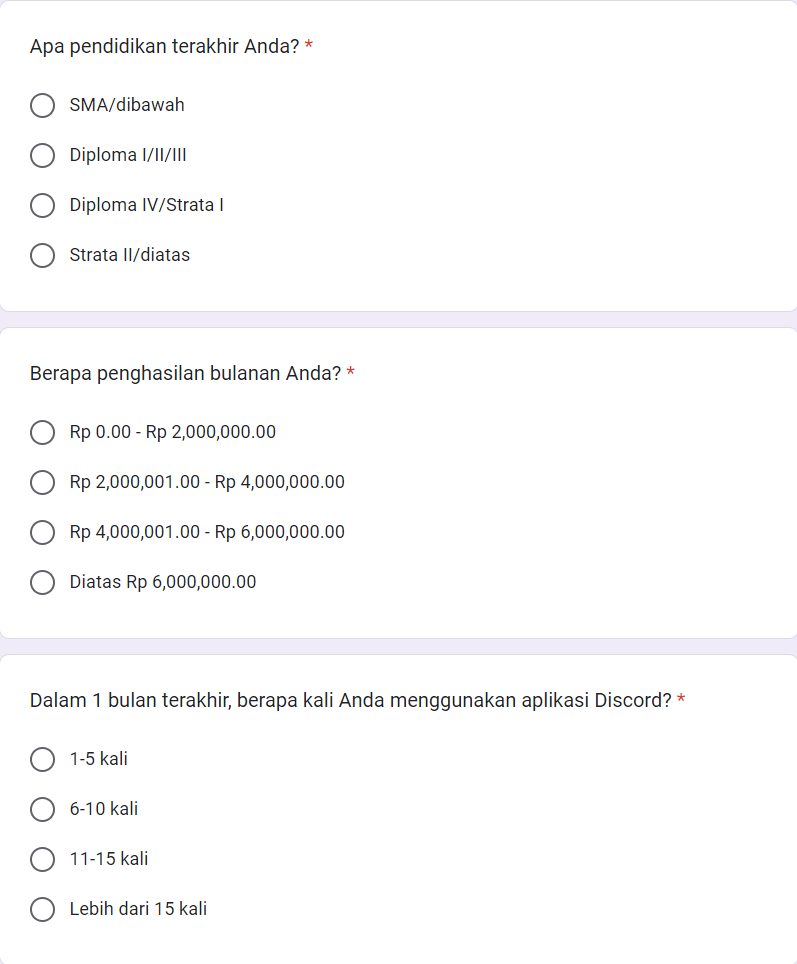 Apa pendidikan terakhir Anda? *
SMA/dibawah
Diploma I/II/III
Diploma IV/Strata I
Strata II/diatas
Berapa penghasilan bulanan Anda? *
Rp 0.00 - Rp 2,000,000.00
Rp 2,000,001.00 - Rp 4,000,000.00
Rp 4,000,001.00 - Rp 6,000,000.00
Diatas Rp 6,000,000.00
Dalam 1 bulan terakhir, berapa kali Anda menggunakan aplikasi Discord? *
1-5 kali
6-10 kali
11-15 kali
Lebih dari 15 kali